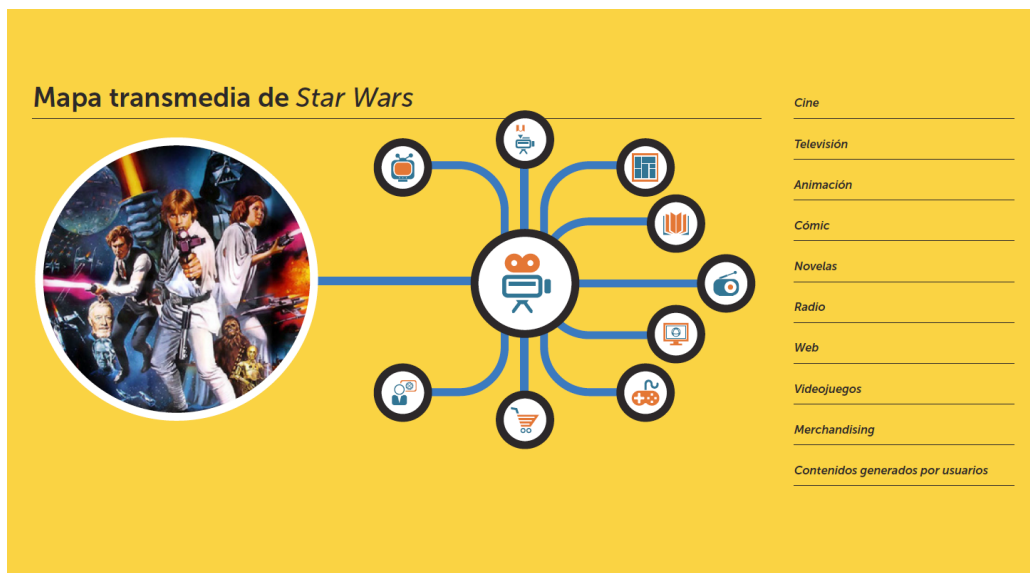 Mapa transmedia de Star Wars
Cine
Televisión
Animación
Cómic
Novelas
Radio
Web
Videojuegos
Merchandising
Contenidos generados por usuarios